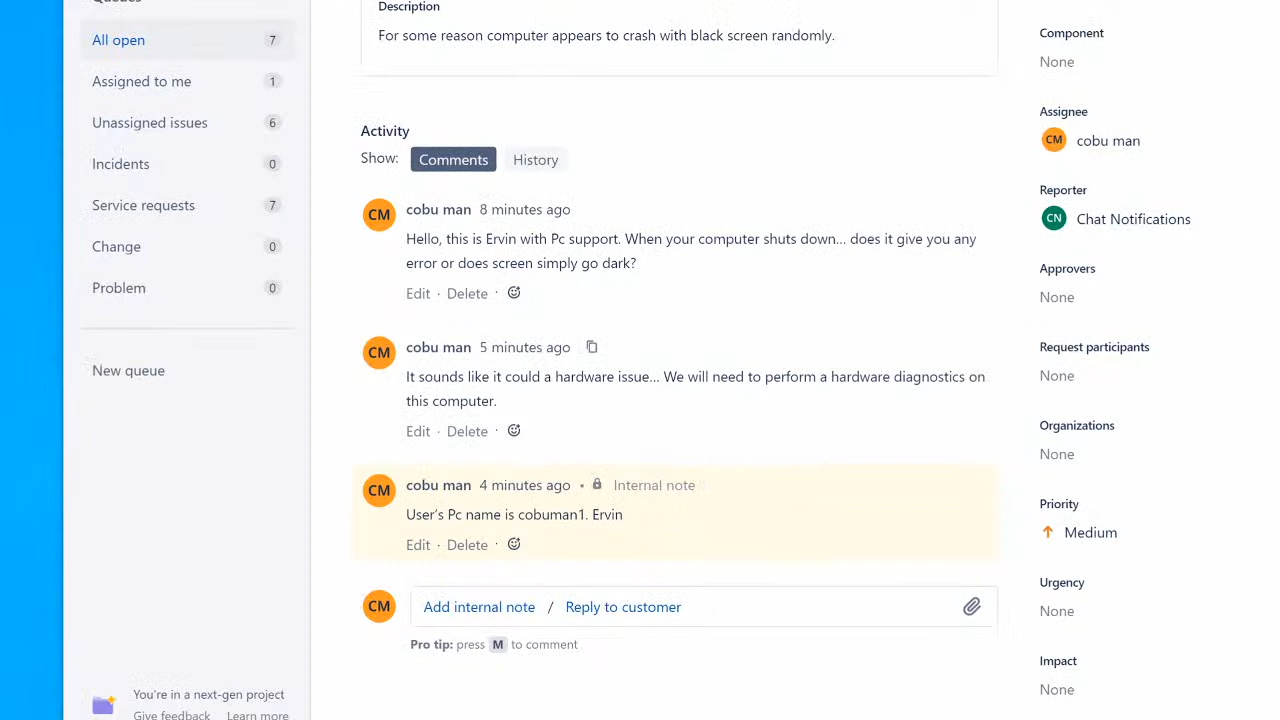 Queues
All open 7
Assigned to me 1
Unassigned issues 6
Incidents 0
Service requests 7
Change 0
Problem 0
New queue
You're in a next-gen project
Give feedback Learn more
Description
For some reason computer appears to crash with black screen randomly.
Activity
Show: Comments History
CM cobu man 8 minutes ago
Hello, this is Ervin with Pc support. When your computer shuts down... does it give you any
error or does screen simply go dark?
Edit · Delete ·
CM cobu man 5 minutes ago
It sounds like it could a hardware issue... We will need to perform a hardware diagnostics on
this computer.
Edit · Delete ·
CM cobu man 4 minutes ago • Internal note
User's Pc name is cobuman1. Ervin
Edit · Delete ·
CM Add internal note / Reply to customer
Pro tip: press M to comment
Component
None
Assignee
CM cobu man
Reporter
CN Chat Notifications
Approvers
None
Request participants
None
Organizations
None
Priority
Medium
Urgency
None
Impact
None